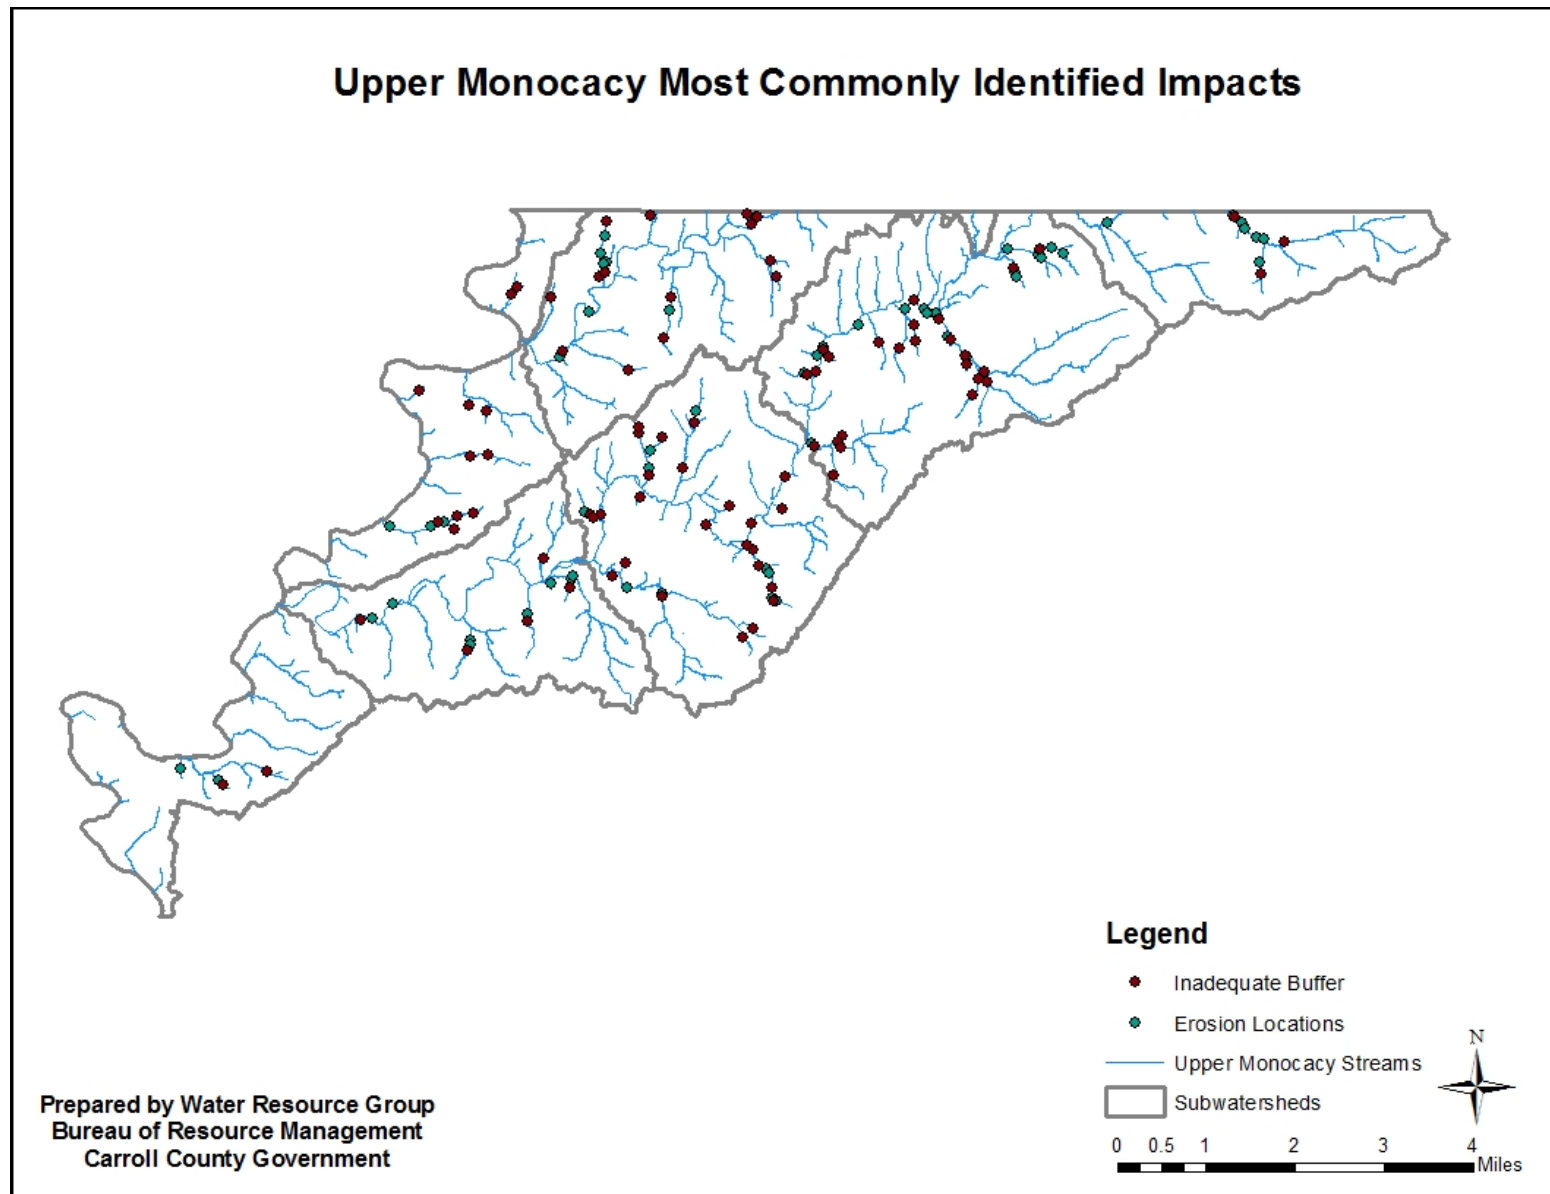 Upper Monocacy Most Commonly Identified Impacts
Legend
Inadequate Buffer
Erosion Locations
Upper Monocacy Streams
Subwatersheds
N
0 0.5 1 2 3 4
Miles
Prepared by Water Resource Group
Bureau of Resource Management
Carroll County Government